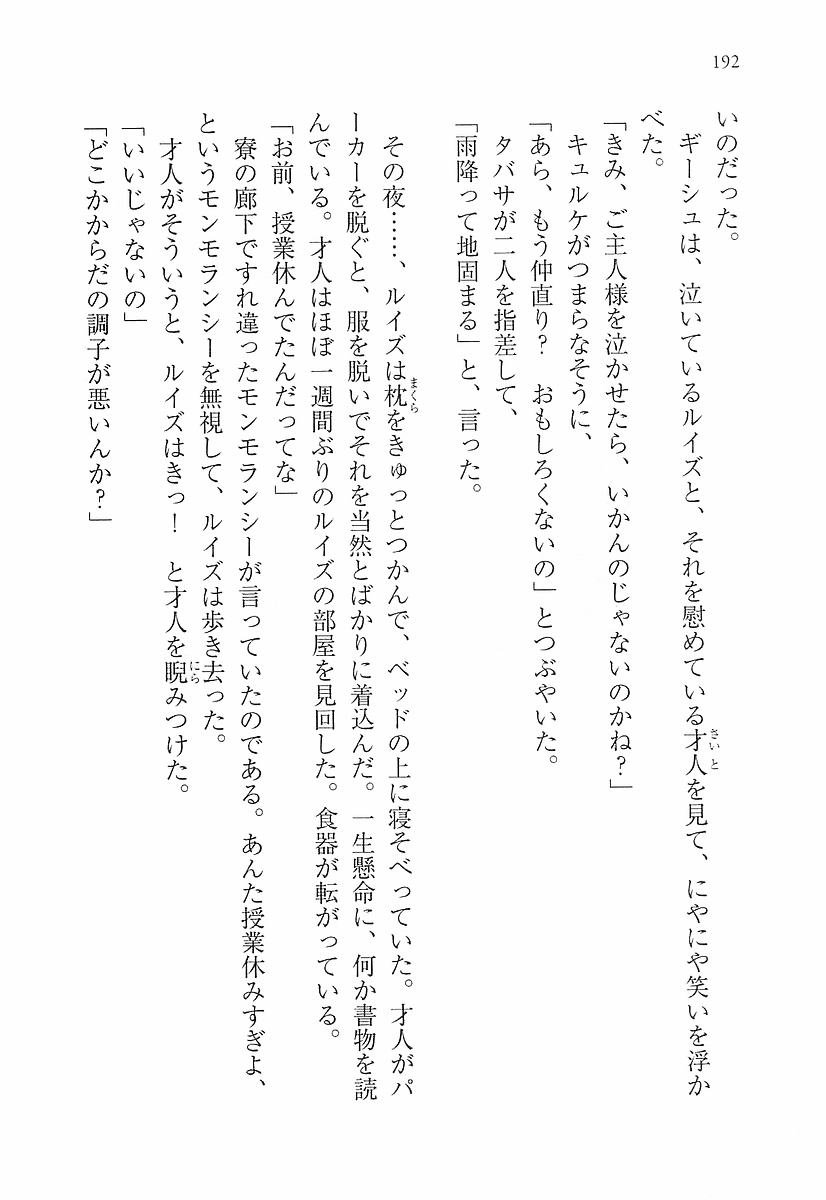 192
いのだった。
　ギーシュは、泣いているルイズと、それを慰めている才人を見て、にやにや笑いを浮か
べた。
「きみ、ご主人様を泣かせたら、いかんのじゃないのかね？」
　キュルケがつまらなそうに、
「あら、もう仲直り？　おもしろくないの」とつぶやいた。
　タバサが二人を指差して、
「雨降って地固まる」と、言った。
　その夜……、ルイズは枕をきゅっとつかんで、ベッドの上に寝そべっていた。才人がパ
ーカーを脱ぐと、服を脱いでそれを当然とばかりに着込んだ。一生懸命に、何か書物を読
んでいる。才人はほぼ一週間ぶりのルイズの部屋を見回した。食器が転がっている。
「お前、授業休んでたんだってな」
　寮の廊下ですれ違ったモンモランシーが言っていたのである。あんた授業休みすぎよ、
というモンモランシーを無視して、ルイズは歩き去った。
　才人がそういうと、ルイズはきっ！　と才人を睨みつけた。
「いいじゃないの」
「どこかからだの調子が悪いんか？」